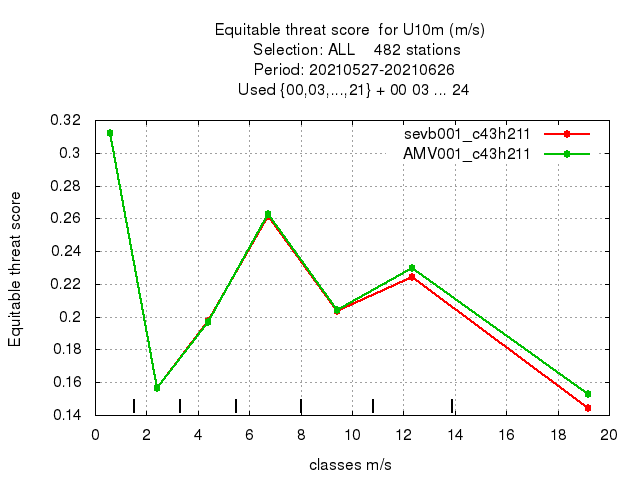 Equitable threat score for U10m (m/s)
Selection: ALL 482 stations
Period: 20210527-20210626
Used {00,03,...,21} + 00 03 ... 24
sevb001_c43h211
AMV001_c43h211
Equitable threat score
0.32
0.3
0.28
0.26
0.24
0.22
0.2
0.18
0.16
0.14
0 2 4 6 8 10 12 14 16 18 20
classes m/s